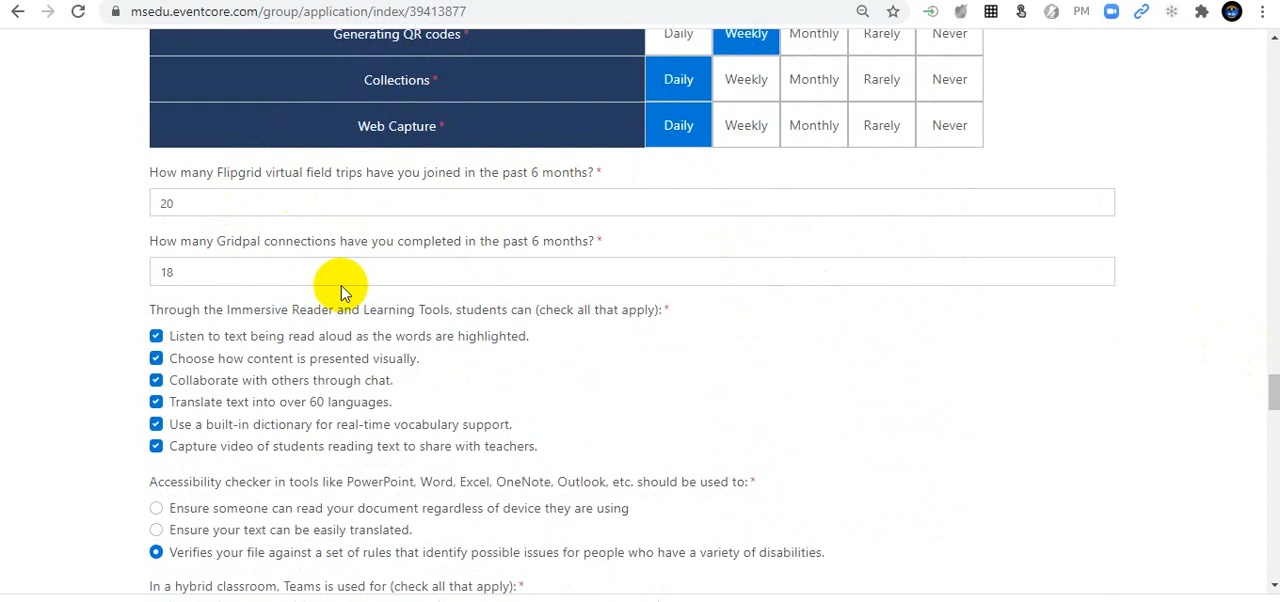 msedu.eventcore.com/group/application/index/39413877
PM
Generating QR codes * Daily Weekly Monthly Rarely Never
Collections * Daily Weekly Monthly Rarely Never
Web Capture * Daily Weekly Monthly Rarely Never
How many Flipgrid virtual field trips have you joined in the past 6 months? *
20
How many Gridpal connections have you completed in the past 6 months? *
18
Through the Immersive Reader and Learning Tools, students can (check all that apply): *
Listen to text being read aloud as the words are highlighted.
Choose how content is presented visually.
Collaborate with others through chat.
Translate text into over 60 languages.
Use a built-in dictionary for real-time vocabulary support.
Capture video of students reading text to share with teachers.
Accessibility checker in tools like PowerPoint, Word, Excel, OneNote, Outlook, etc. should be used to: *
Ensure someone can read your document regardless of device they are using
Ensure your text can be easily translated.
Verifies your file against a set of rules that identify possible issues for people who have a variety of disabilities.
In a hybrid classroom, Teams is used for (check all that apply): *